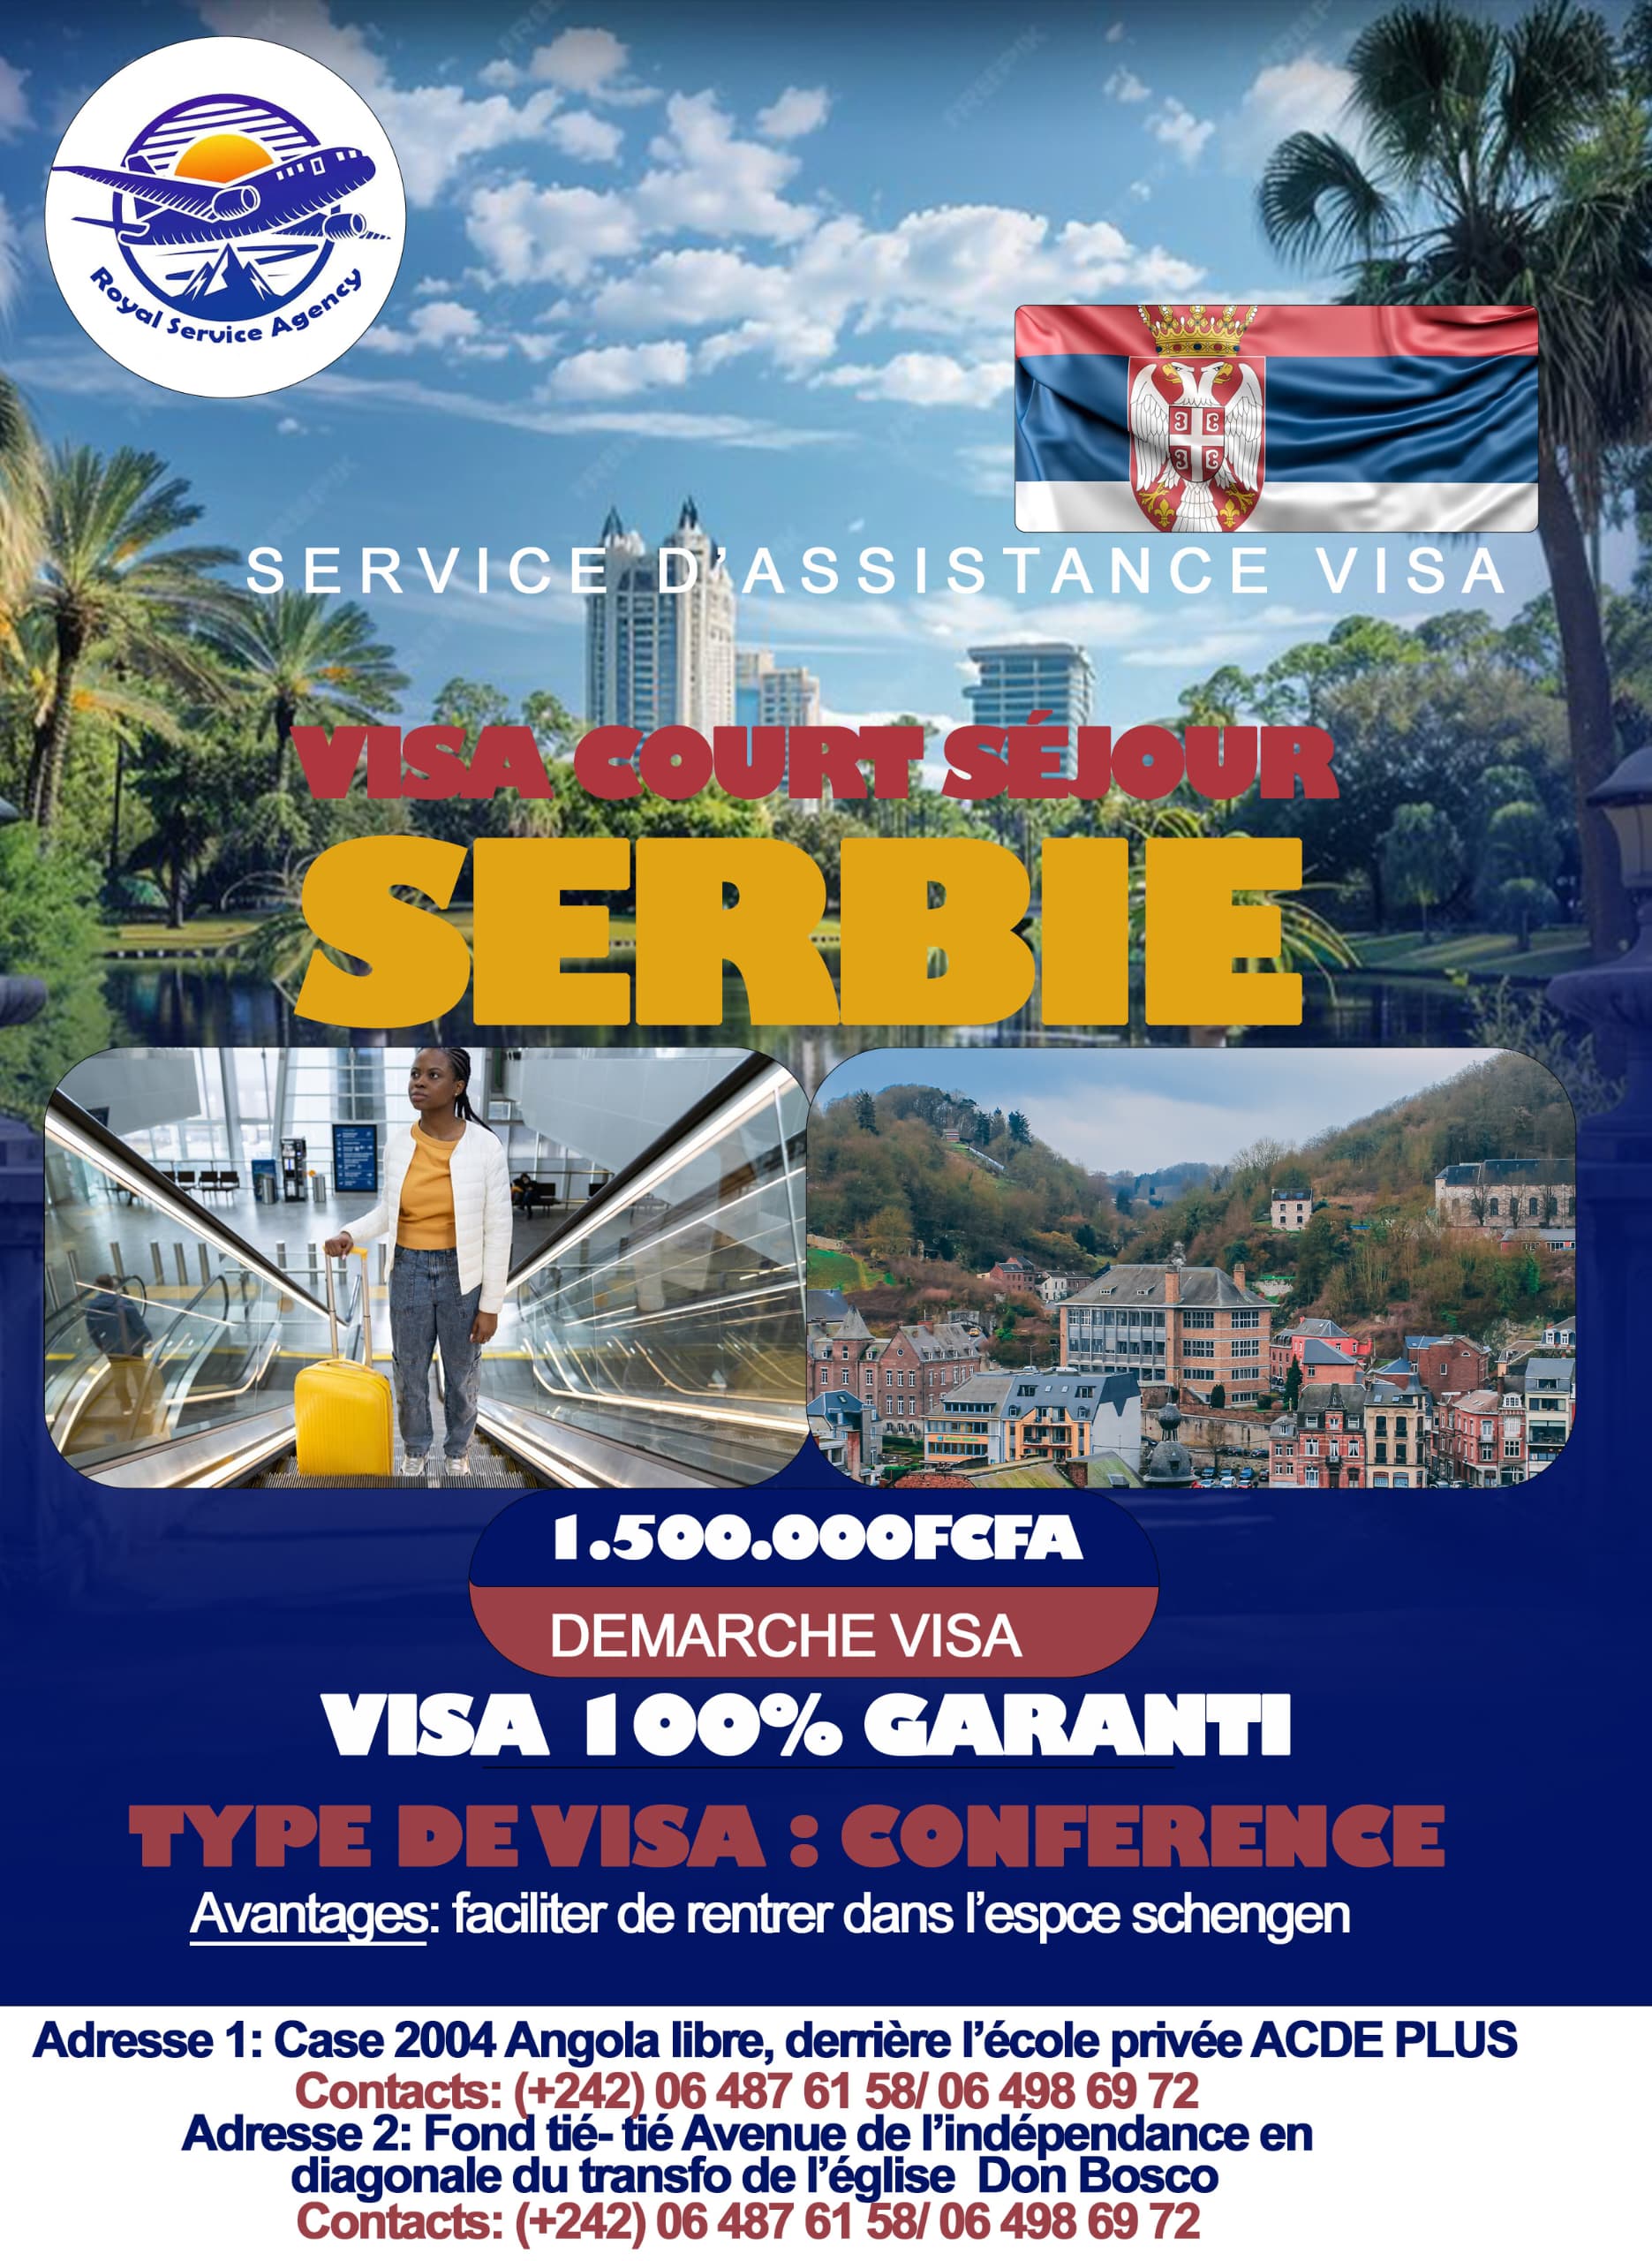 Royal Service Agency
SERVICE D'ASSISTANCE VISA
VISA COURT SÉJOUR
SERBIE
1.500.000FCFA
DEMARCHE VISA
VISA 100% GARANTI
TYPE DE VISA : CONFERENCE
Avantages: faciliter de rentrer dans l'espce schengen
Adresse 1: Case 2004 Angola libre, derrière l'école privée ACDE PLUS
Contacts: (+242) 06 487 61 58/ 06 498 69 72
Adresse 2: Fond tié- tié Avenue de l'indépendance en
diagonale du transfo de l'église Don Bosco
Contacts: (+242) 06 487 61 58/ 06 498 69 72